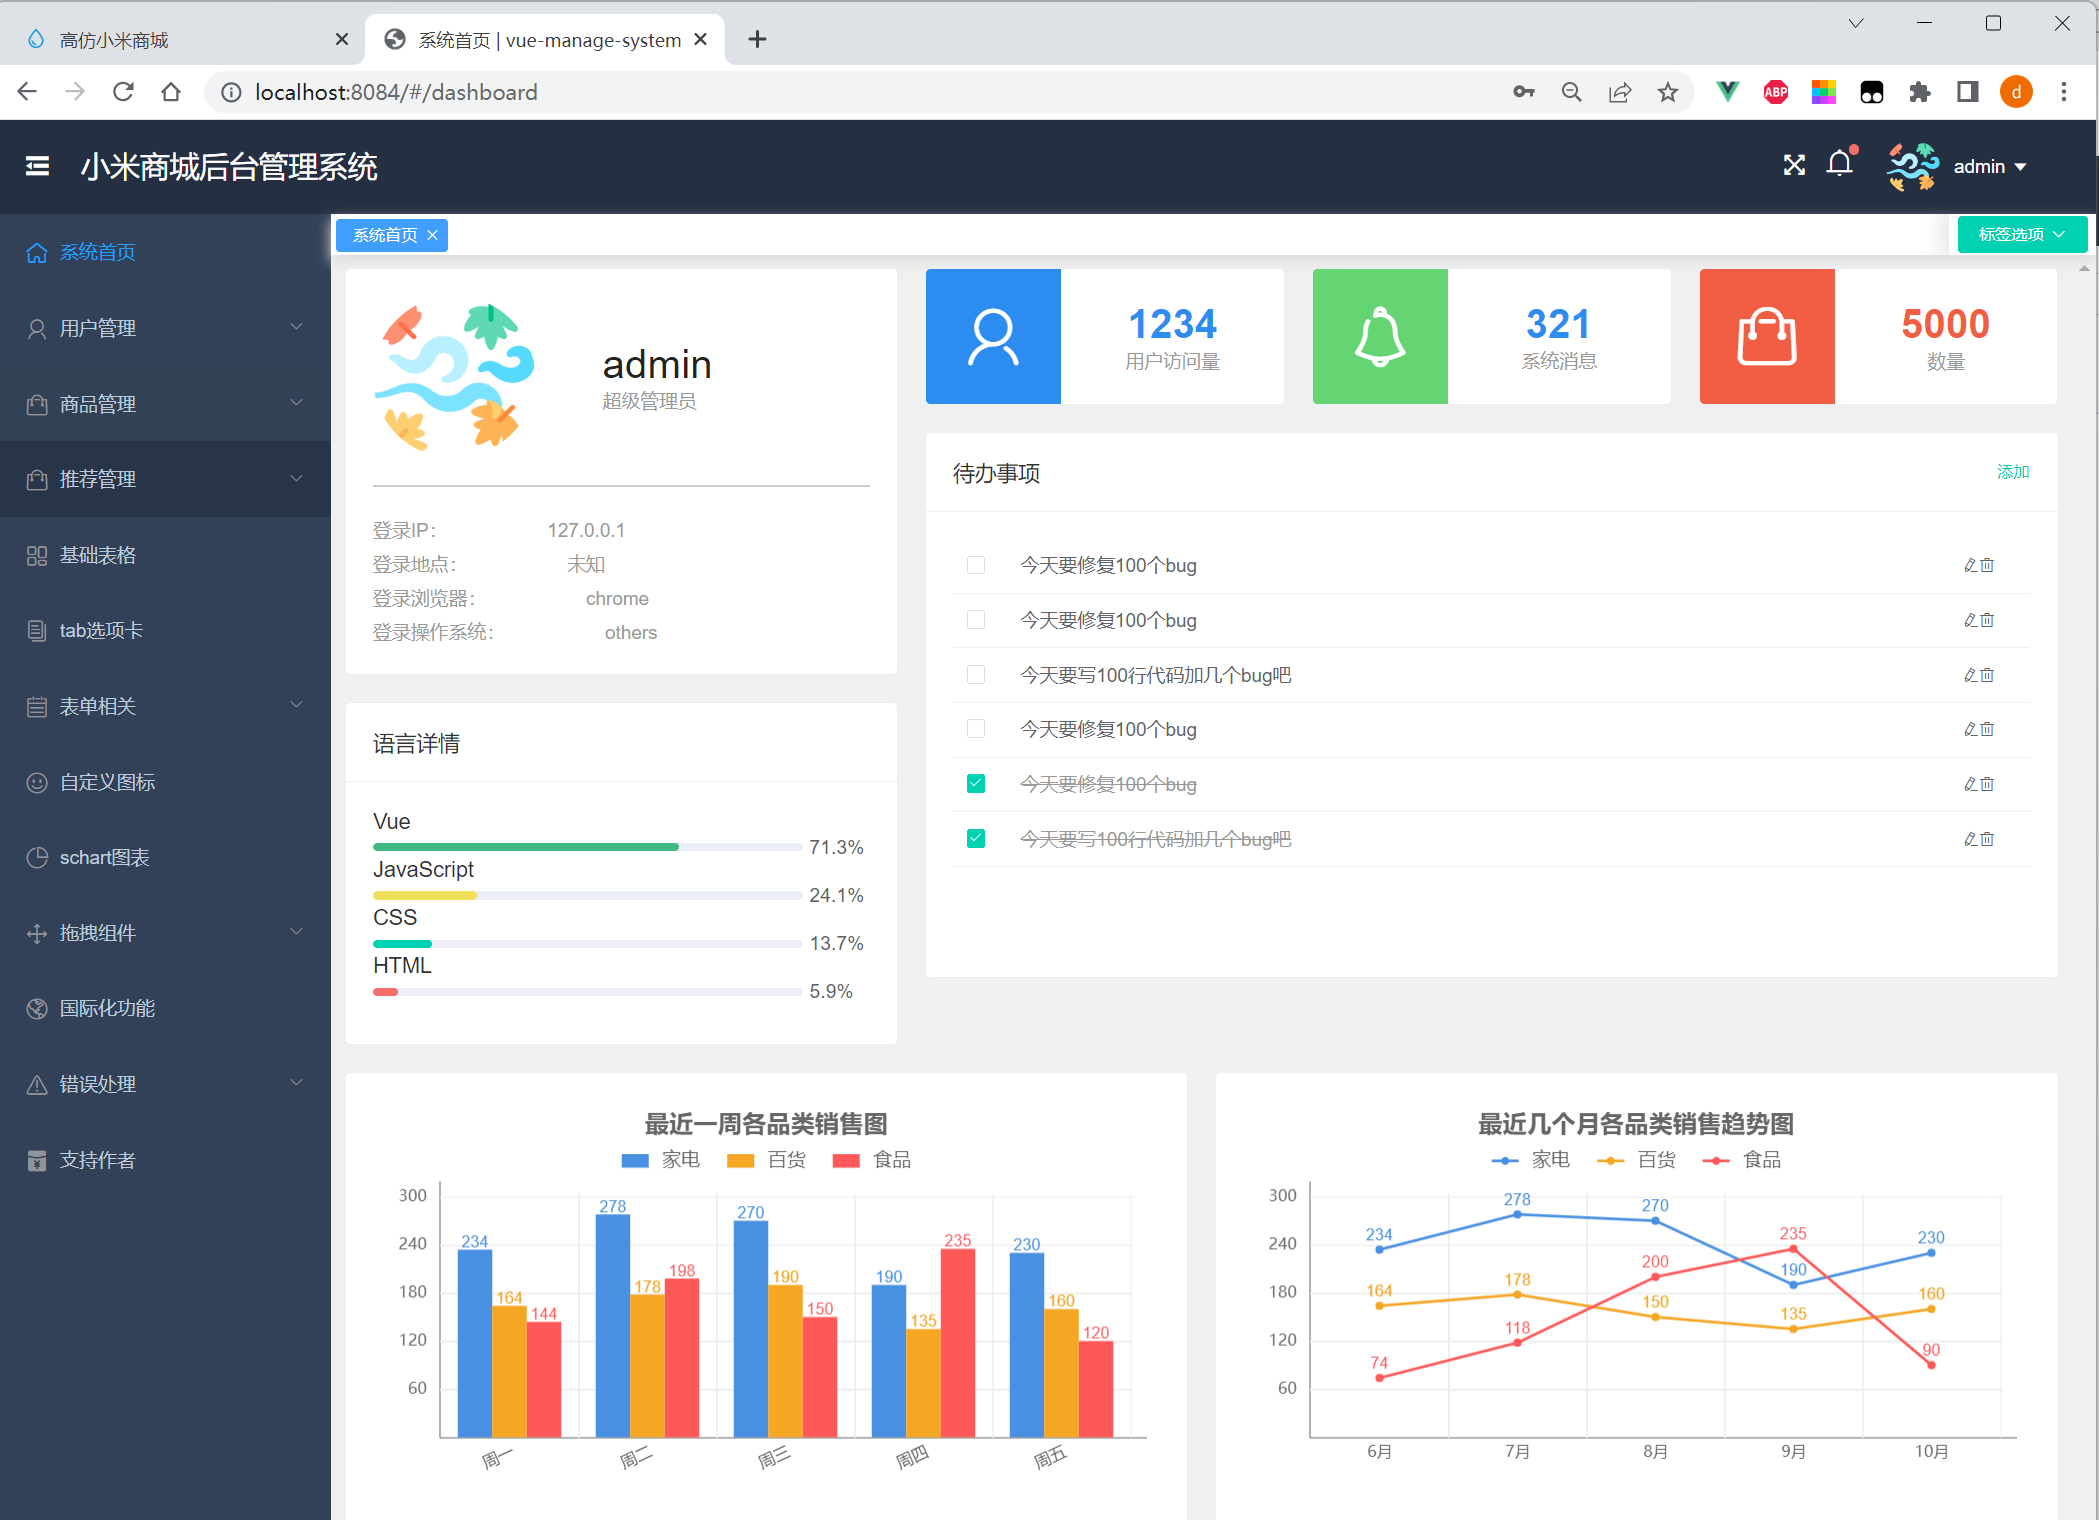 高仿小米商城
系统首页 | vue-manage-system
localhost:8084/#/dashboard
ABP
d
小米商城后台管理系统
admin
系统首页
用户管理
商品管理
推荐管理
基础表格
tab选项卡
表单相关
自定义图标
schart图表
拖拽组件
国际化功能
错误处理
支持作者
系统首页
标签选项
admin
超级管理员
登录IP: 127.0.0.1
登录地点: 未知
登录浏览器: chrome
登录操作系统: others
1234
用户访问量
321
系统消息
5000
数量
待办事项 添加
今天要修复100个bug
今天要修复100个bug
今天要写100行代码加几个bug吧
今天要修复100个bug
今天要修复100个bug
今天要写100行代码加几个bug吧
语言详情
Vue
71.3%
JavaScript
24.1%
CSS
13.7%
HTML
5.9%
最近一周各品类销售图
家电 百货 食品
300
240
180
120
60
234 164 144
278 178 198
270 190 150
190 135 235
230 160 120
周一 周二 周三 周四 周五
最近几个月各品类销售趋势图
家电 百货 食品
300
240
180
120
60
234 278 270 190 230
164 178 150 135 160
74 118 200 235 90
6月 7月 8月 9月 10月